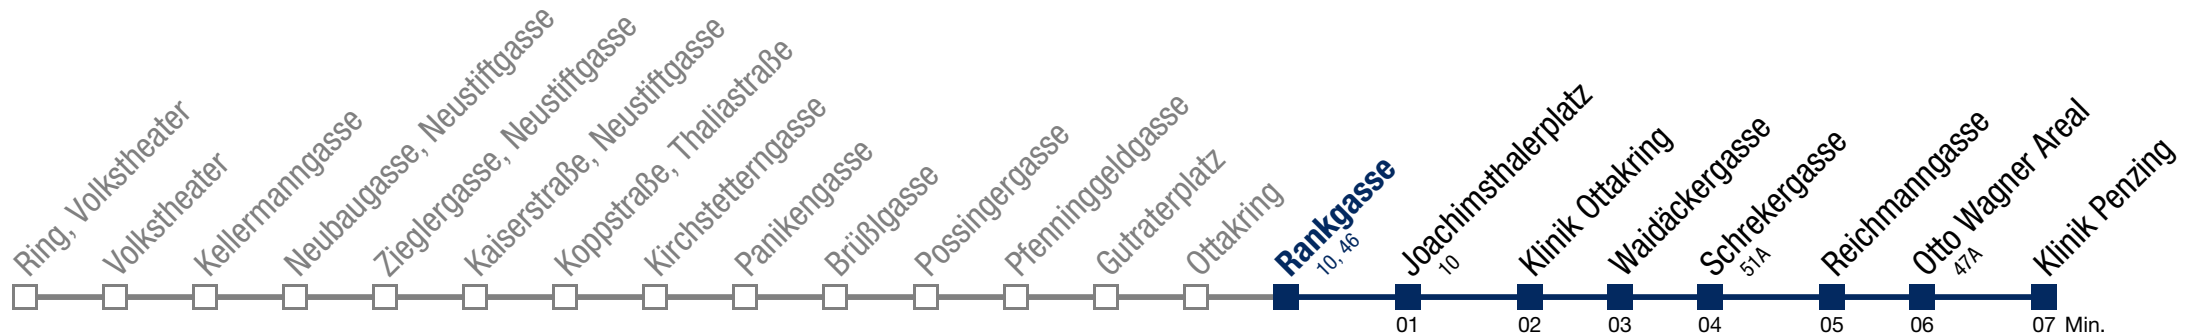 Ring, Volkstheater
Volkstheater
Kellermanngasse
Neubaugasse, Neustiftgasse
Zieglergasse, Neustiftgasse
Kaiserstraße, Neustiftgasse
Koppstraße, Thaliastraße
Kirchstetterngasse
Panikengasse
Brüßlgasse
Possingergasse
Pfenninggeldgasse
Gutraterplatz
Ottakring
Rankgasse
10, 46
Joachimsthalerplatz
10
Klinik Ottakring
Waidäckergasse
Schrekergasse
51A
Reichmanngasse
Otto Wagner Areal
47A
Klinik Penzing
01 02 03 04 05 06 07 Min.